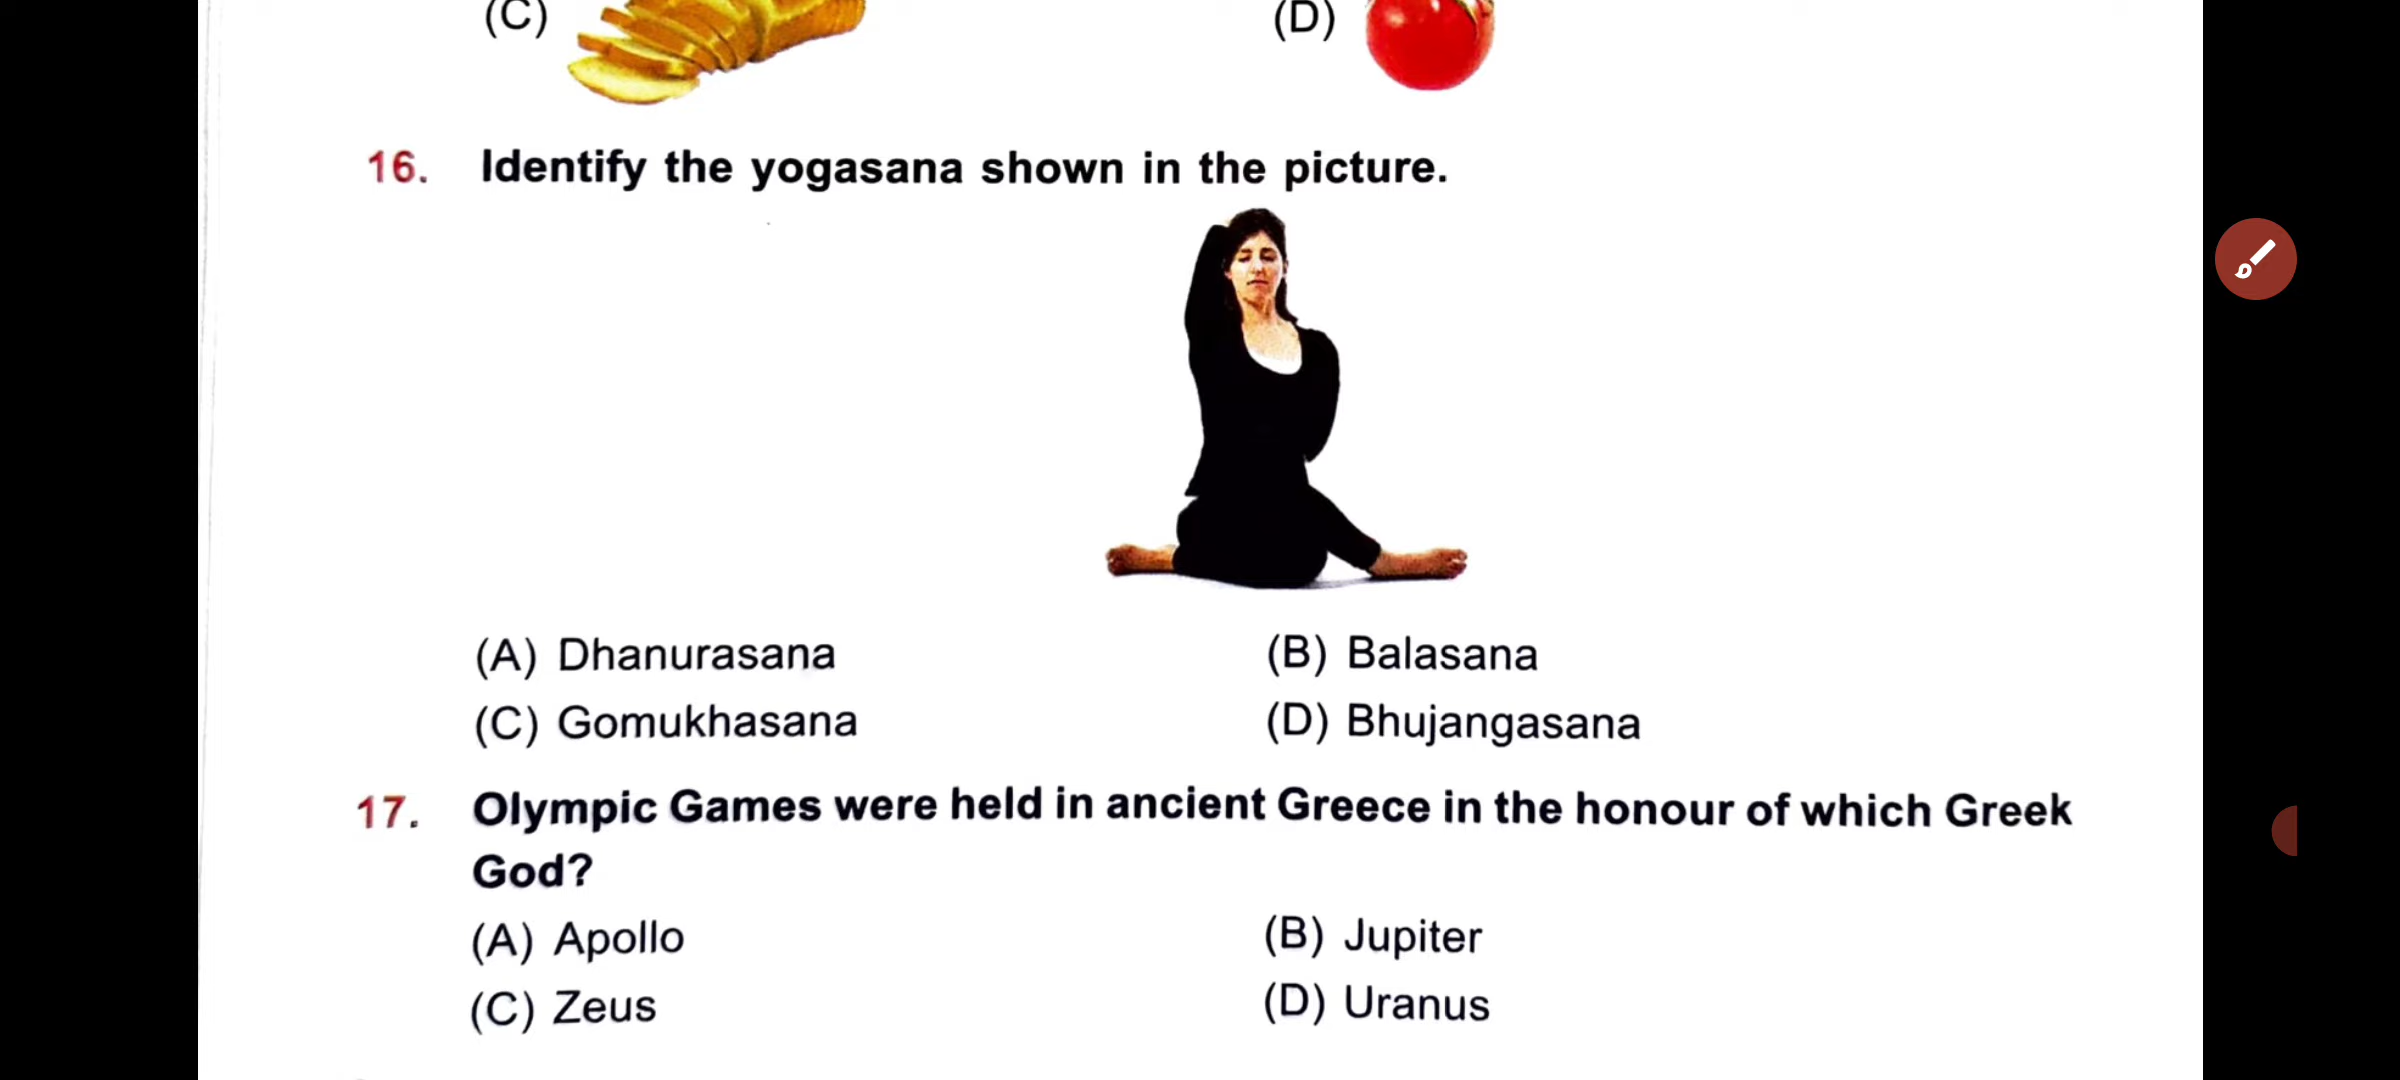 (C) (D)
16. Identify the yogasana shown in the picture.
(A) Dhanurasana (B) Balasana
(C) Gomukhasana (D) Bhujangasana
17. Olympic Games were held in ancient Greece in the honour of which Greek
God?
(A) Apollo (B) Jupiter
(C) Zeus (D) Uranus